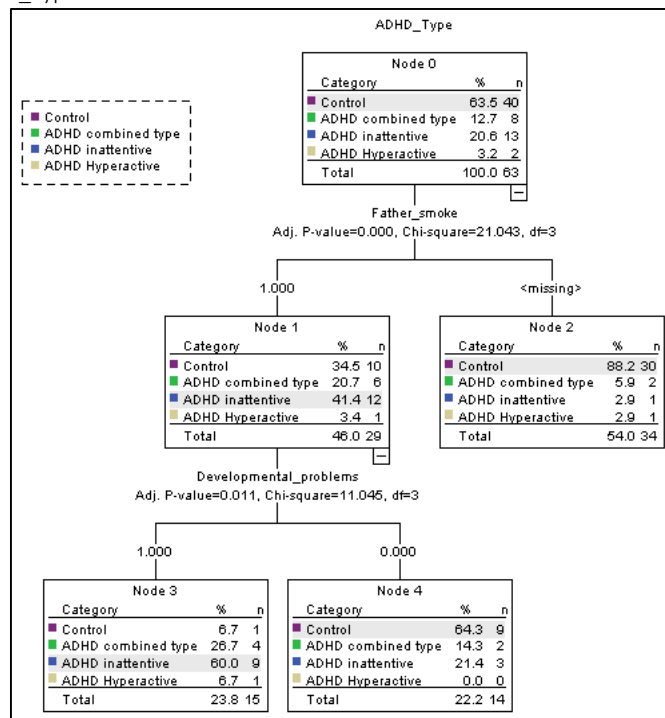 ADHD_Type
Node 0
Category % n
Control 63.5 40
ADHD combined type 12.7 8
ADHD inattentive 20.6 13
ADHD Hyperactive 3.2 2
Total 100.0 63
Control
ADHD combined type
ADHD inattentive
ADHD Hyperactive
Father_smoke
Adj. P-value=0.000, Chi-square=21.043, df=3
1.000 <missing>
Node 1
Category % n
Control 34.5 10
ADHD combined type 20.7 6
ADHD inattentive 41.4 12
ADHD Hyperactive 3.4 1
Total 46.0 29
Node 2
Category % n
Control 88.2 30
ADHD combined type 5.9 2
ADHD inattentive 2.9 1
ADHD Hyperactive 2.9 1
Total 54.0 34
Developmental_problems
Adj. P-value=0.011, Chi-square=11.045, df=3
1.000 0.000
Node 3
Category % n
Control 6.7 1
ADHD combined type 26.7 4
ADHD inattentive 60.0 9
ADHD Hyperactive 6.7 1
Total 23.8 15
Node 4
Category % n
Control 64.3 9
ADHD combined type 14.3 2
ADHD inattentive 21.4 3
ADHD Hyperactive 0.0 0
Total 22.2 14